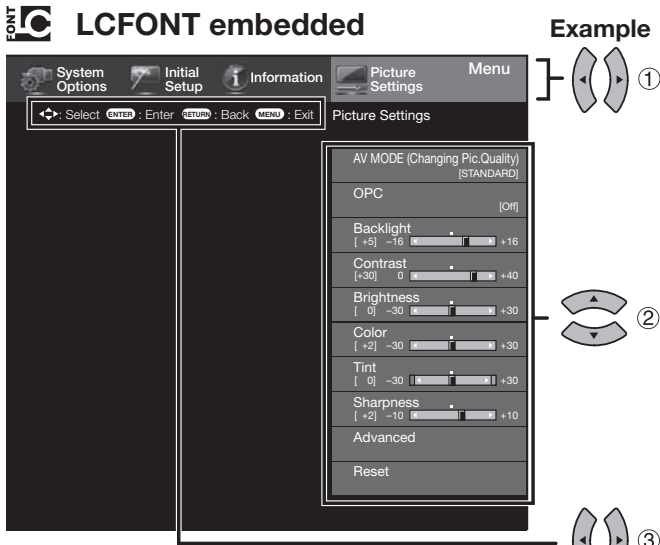 FONT LC LCFONT embedded
Example
System Options
Initial Setup
Information
Picture Settings
Menu
①
: Select ENTER : Enter RETURN : Back MENU : Exit
Picture Settings
AV MODE (Changing Pic.Quality)
[STANDARD]
OPC
[Off]
Backlight
[ +5] −16 +16
Contrast
[+30] 0 +40
Brightness
[ 0] −30 +30
Color
[ +2] −30 +30
Tint
[ 0] −30 +30
Sharpness
[ +2] −10 +10
Advanced
Reset
②
③